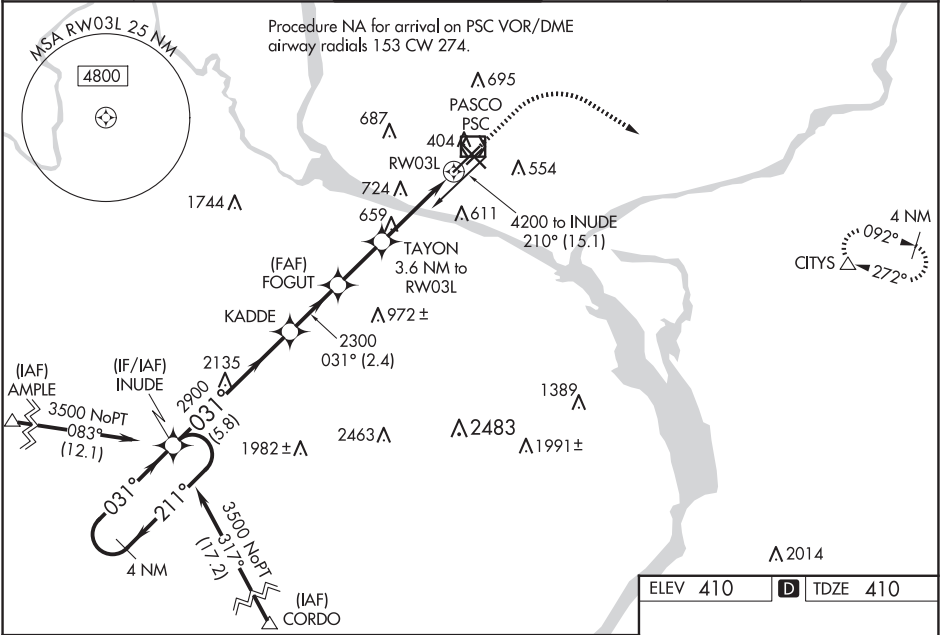 MSA RW03L 25 NM
4800
Procedure NA for arrival on PSC VOR/DME
airway radials 153 CW 274.
695
PASCO
PSC
687
404
RW03L
554
724
1744
659
611
4200 to INUDE
210° (15.1)
4 NM
092°
CITYS
272°
TAYON
3.6 NM to
RW03L
(FAF)
FOGUT
KADDE
972 ±
2300
031° (2.4)
2135
(IF/IAF)
INUDE
(IAF)
AMPLE
3500 NoPT
083°
(12.1)
2900
031°
(5.8)
1389
1982 ±
2463
2483
1991 ±
031°
211°
4 NM
3500 NoPT
317°
(17.2)
(IAF)
CORDO
2014
ELEV 410 D TDZE 410